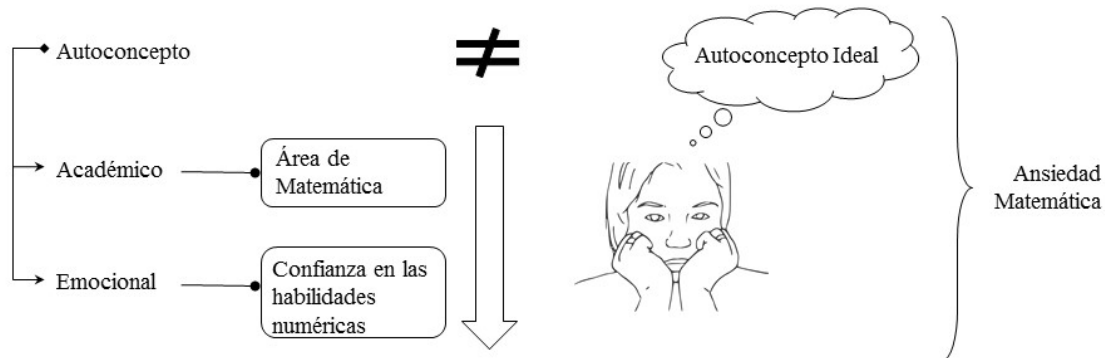 Autoconcepto
≠
Autoconcepto Ideal
Académico
Área de
Matemática
Emocional
Confianza en las
habilidades
numéricas
Ansiedad
Matemática